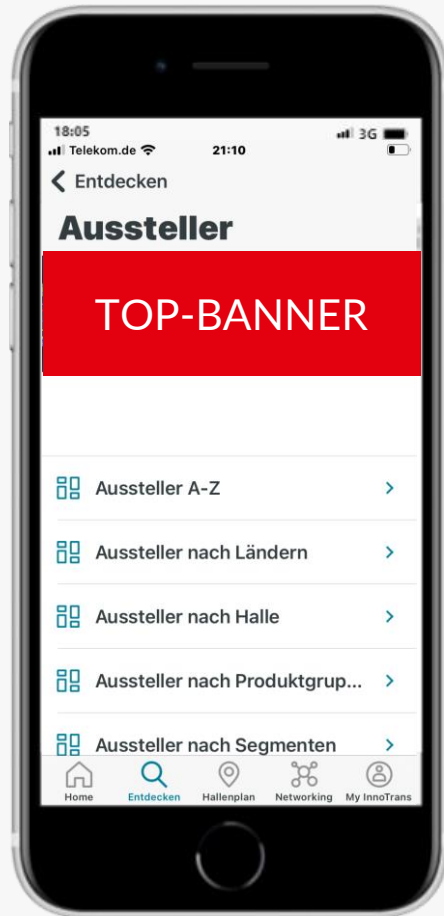 18:05 3G
Telekom.de 21:10
Entdecken
Aussteller
TOP-BANNER
Aussteller A-Z
Aussteller nach Ländern
Aussteller nach Halle
Aussteller nach Produktgrup...
Aussteller nach Segmenten
Home Entdecken Hallenplan Networking My InnoTrans